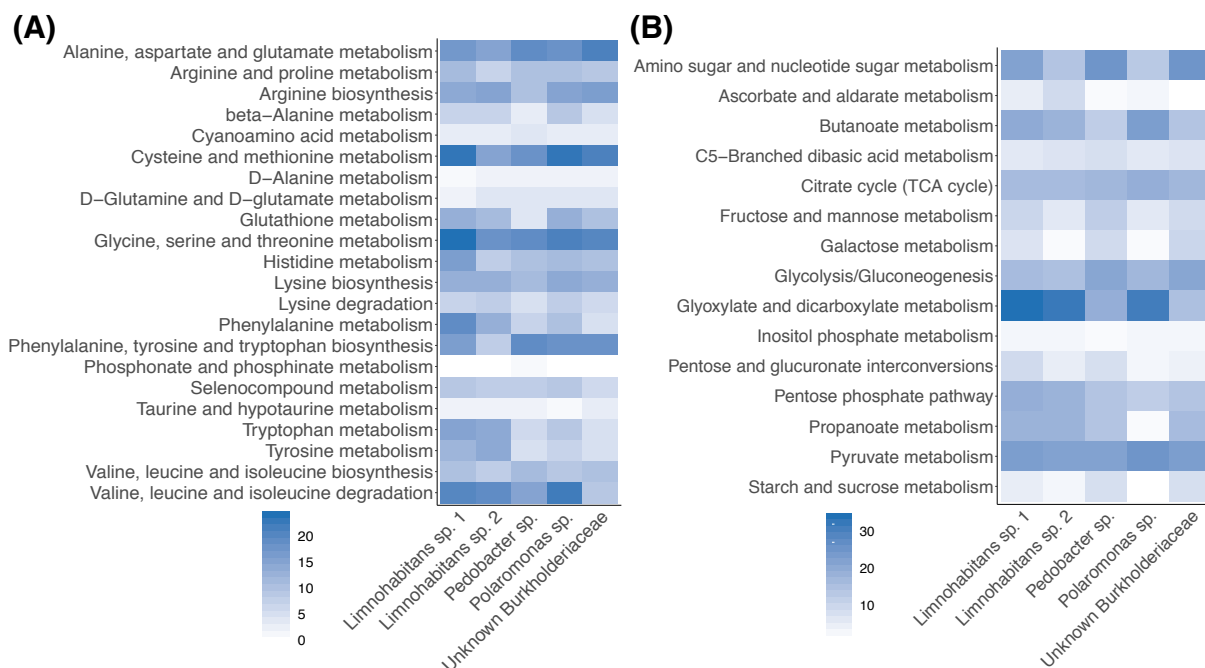 (A)
Alanine, aspartate and glutamate metabolism
Arginine and proline metabolism
Arginine biosynthesis
beta−Alanine metabolism
Cyanoamino acid metabolism
Cysteine and methionine metabolism
D−Alanine metabolism
D−Glutamine and D−glutamate metabolism
Glutathione metabolism
Glycine, serine and threonine metabolism
Histidine metabolism
Lysine biosynthesis
Lysine degradation
Phenylalanine metabolism
Phenylalanine, tyrosine and tryptophan biosynthesis
Phosphonate and phosphinate metabolism
Selenocompound metabolism
Taurine and hypotaurine metabolism
Tryptophan metabolism
Tyrosine metabolism
Valine, leucine and isoleucine biosynthesis
Valine, leucine and isoleucine degradation
Limnohabitans sp. 1
Limnohabitans sp. 2
Pedobacter sp.
Polaromonas sp.
Unknown Burkholderiaceae
20
15
10
5
0
(B)
Amino sugar and nucleotide sugar metabolism
Ascorbate and aldarate metabolism
Butanoate metabolism
C5−Branched dibasic acid metabolism
Citrate cycle (TCA cycle)
Fructose and mannose metabolism
Galactose metabolism
Glycolysis/Gluconeogenesis
Glyoxylate and dicarboxylate metabolism
Inositol phosphate metabolism
Pentose and glucuronate interconversions
Pentose phosphate pathway
Propanoate metabolism
Pyruvate metabolism
Starch and sucrose metabolism
Limnohabitans sp. 1
Limnohabitans sp. 2
Pedobacter sp.
Polaromonas sp.
Unknown Burkholderiaceae
30
20
10